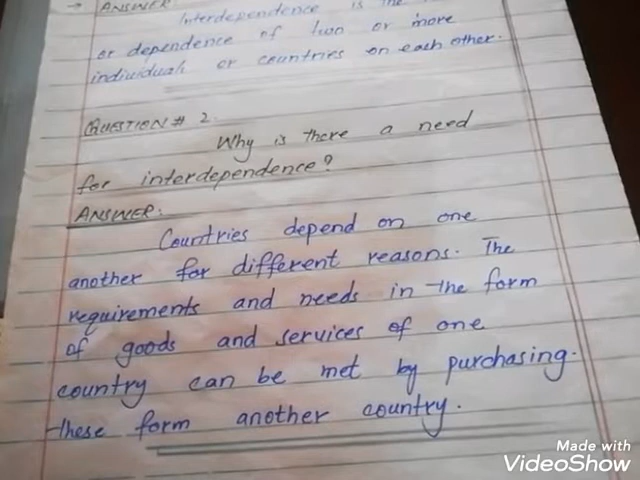 → ANSWER
Interdependence is the
or dependence of two or more
individuals or countries on each other.
QUESTION # 2.
Why is there a need
for interdependence?
ANSWER:
Countries depend on one
another for different reasons. The
requirements and needs in the form
of goods and services of one
country can be met by purchasing.
these form another country.
Made with
VideoShow